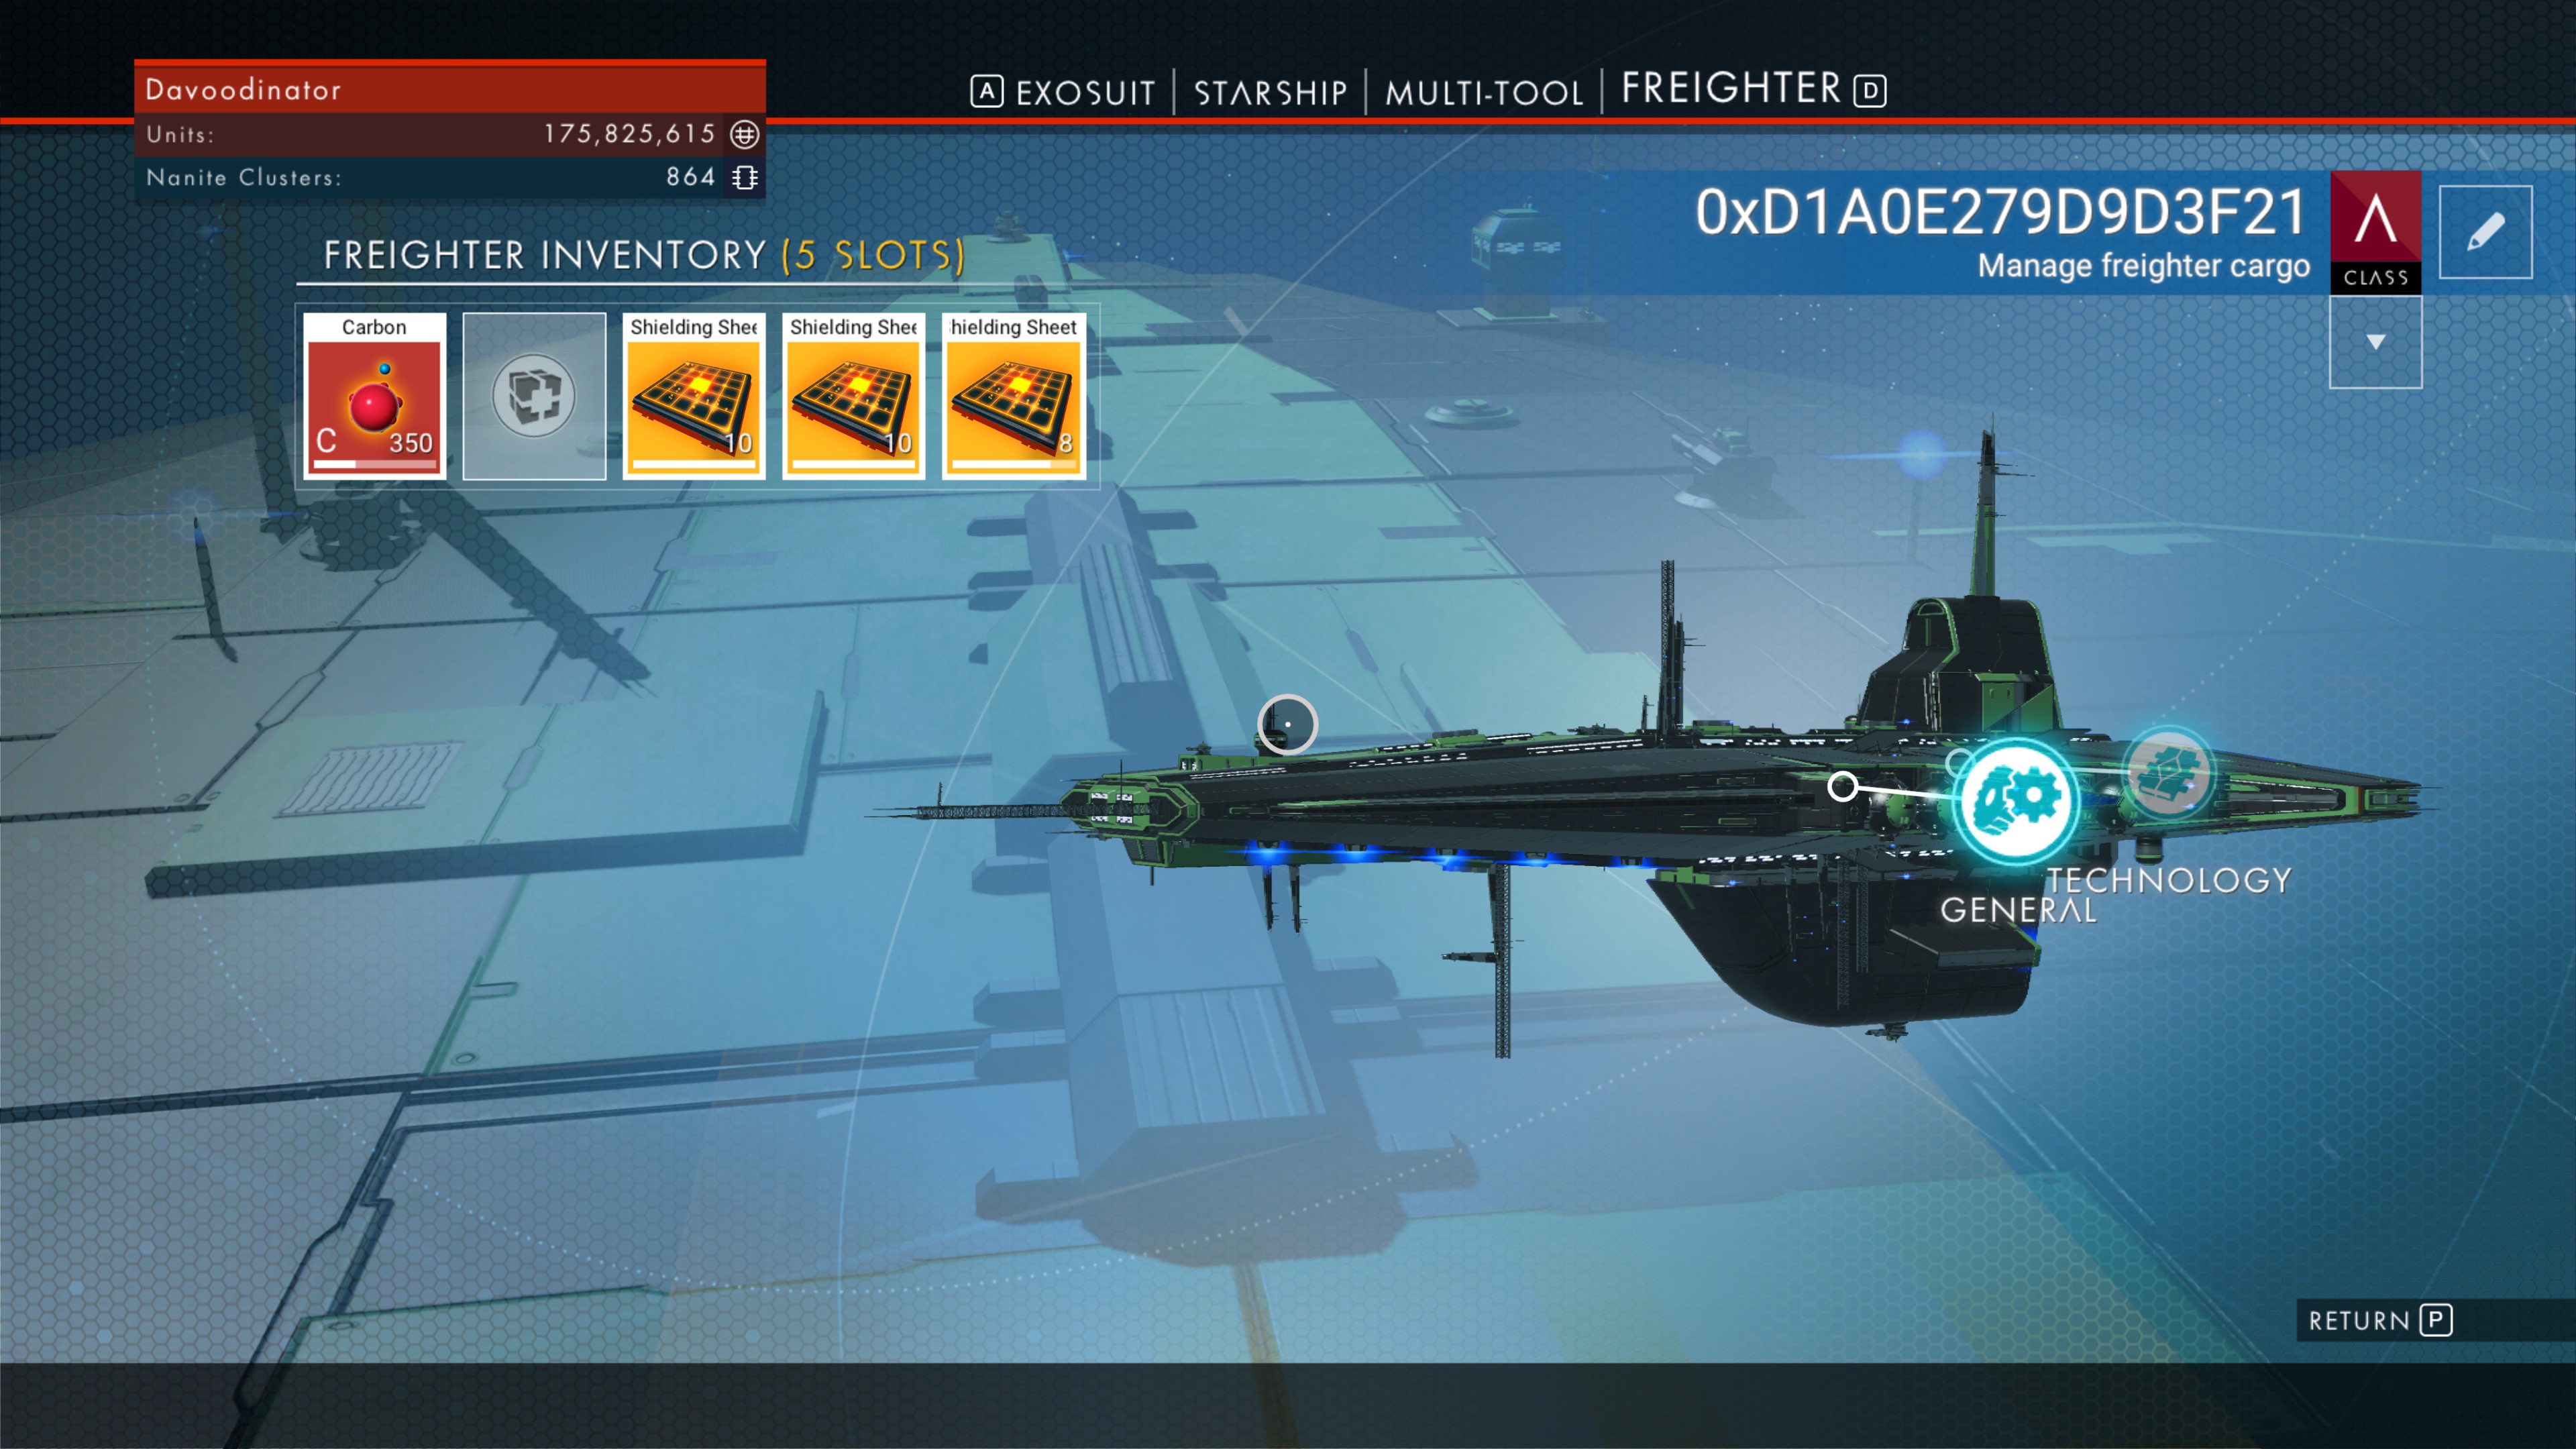 Davoodinator
Units: 175,825,615
Nanite Clusters: 864
A EXOSUIT STARSHIP MULTI-TOOL FREIGHTER D
0xD1A0E279D9D3F21
Manage freighter cargo
A
CLASS
FREIGHTER INVENTORY (5 SLOTS)
Carbon
C 350
Shielding Shee
10
Shielding Shee
10
hielding Sheet
8
TECHNOLOGY
GENERAL
RETURN P